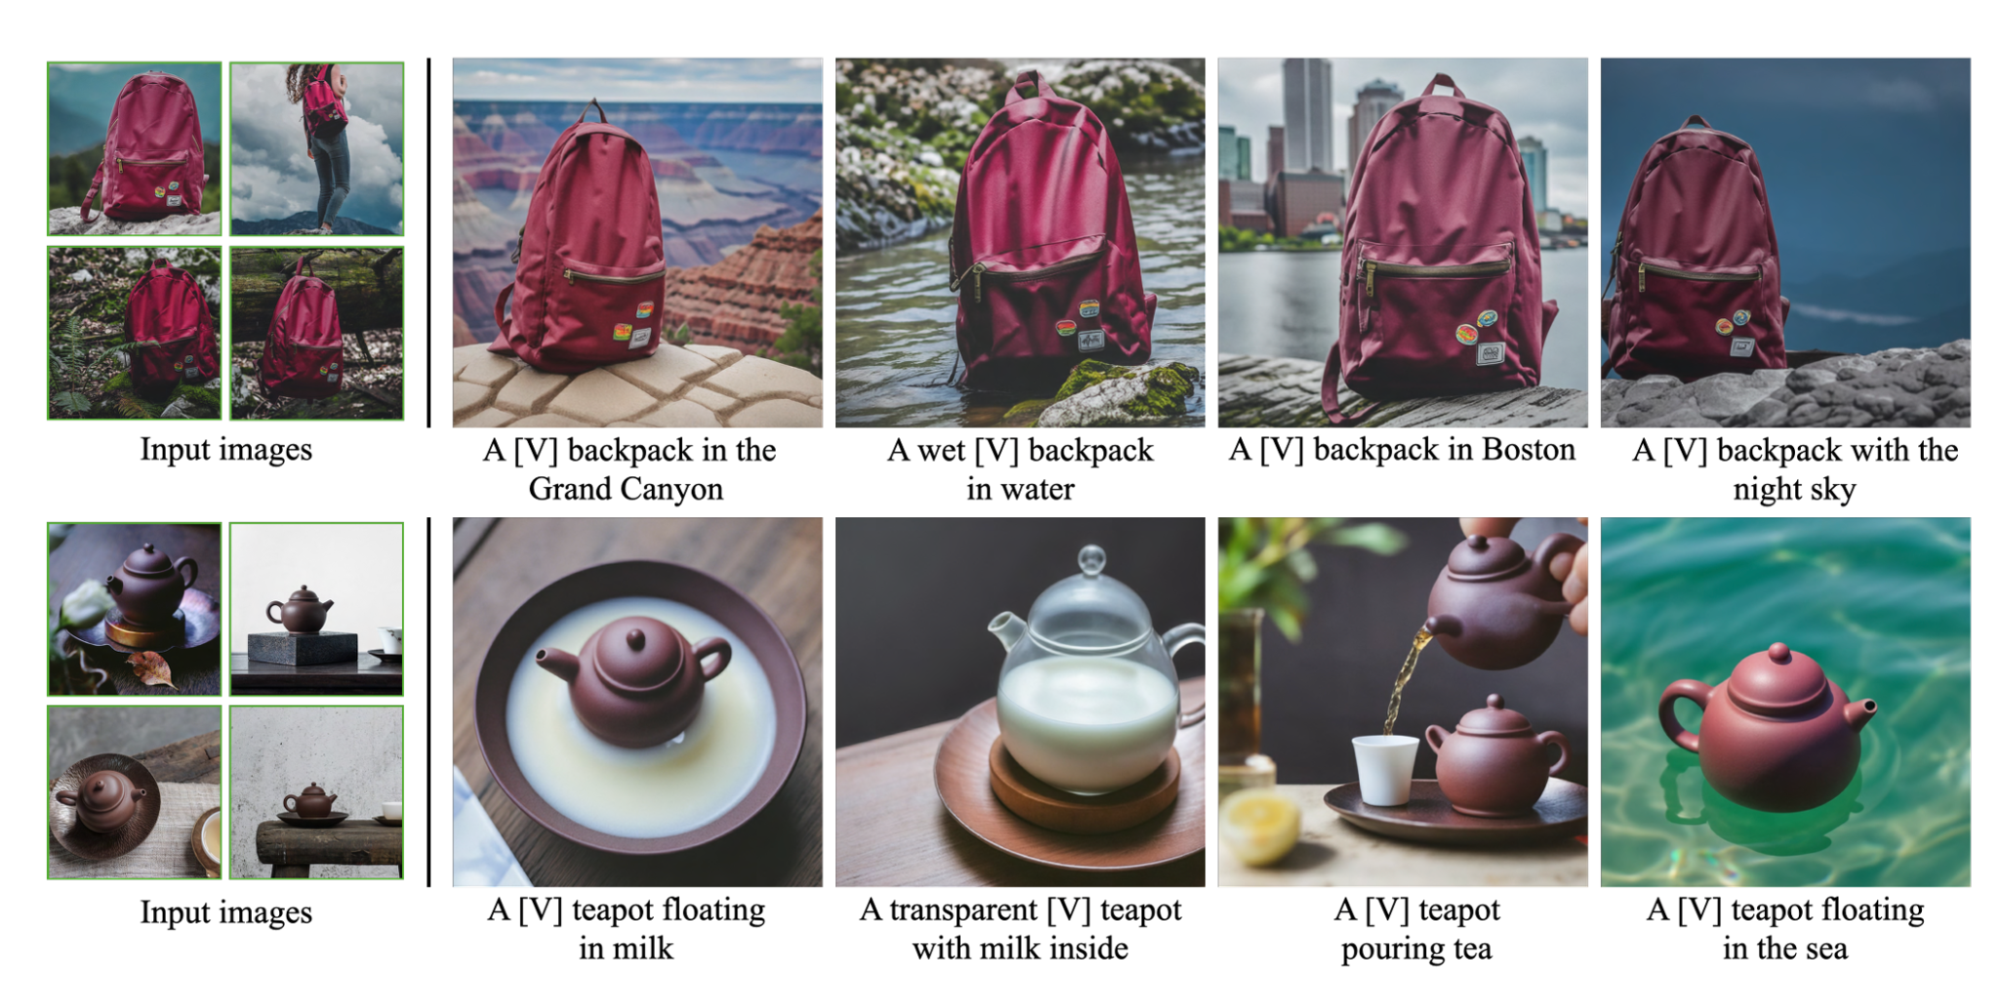 Input images
A [V] backpack in the
Grand Canyon
A wet [V] backpack
in water
A [V] backpack in Boston
A [V] backpack with the
night sky
Input images
A [V] teapot floating
in milk
A transparent [V] teapot
with milk inside
A [V] teapot
pouring tea
A [V] teapot floating
in the sea